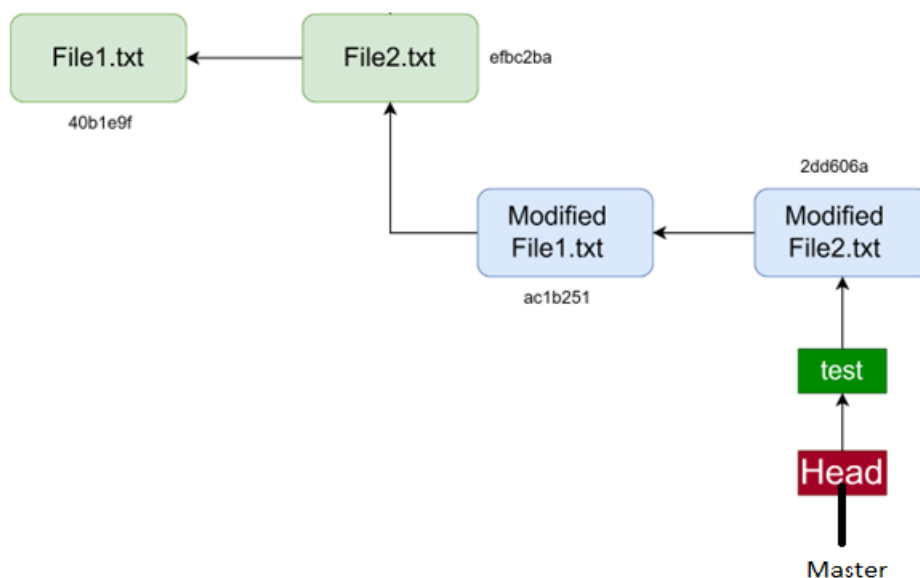 File1.txt
File2.txt
efbc2ba
40b1e9f
2dd606a
Modified
File1.txt
Modified
File2.txt
ac1b251
test
Head
Master